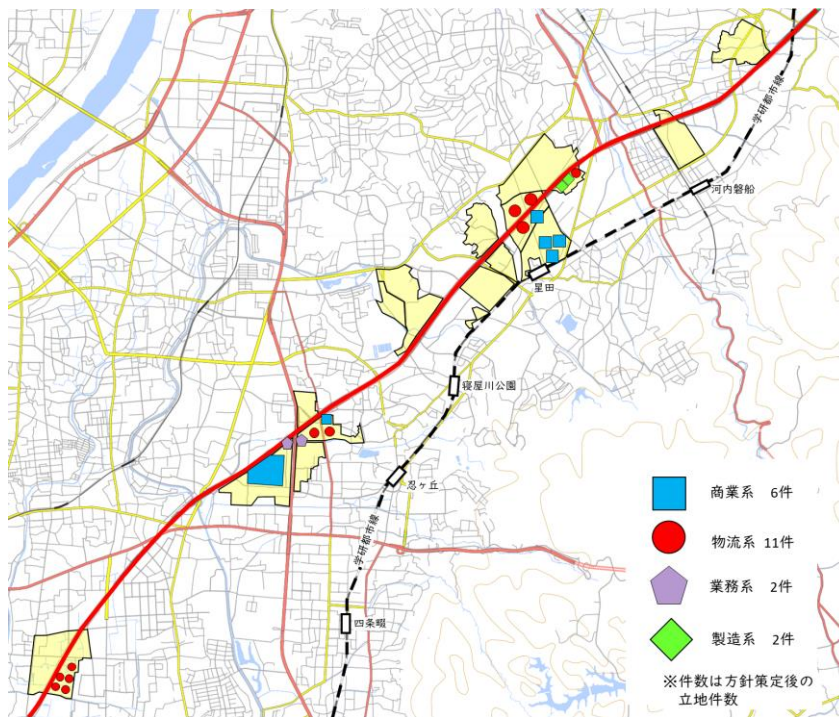 学研都市線
河内磐船
星田
寝屋川公園
忍ケ丘
学研都市線
四条畷
商業系 6件
物流系 11件
業務系 2件
製造系 2件
※件数は方針策定後の
立地件数